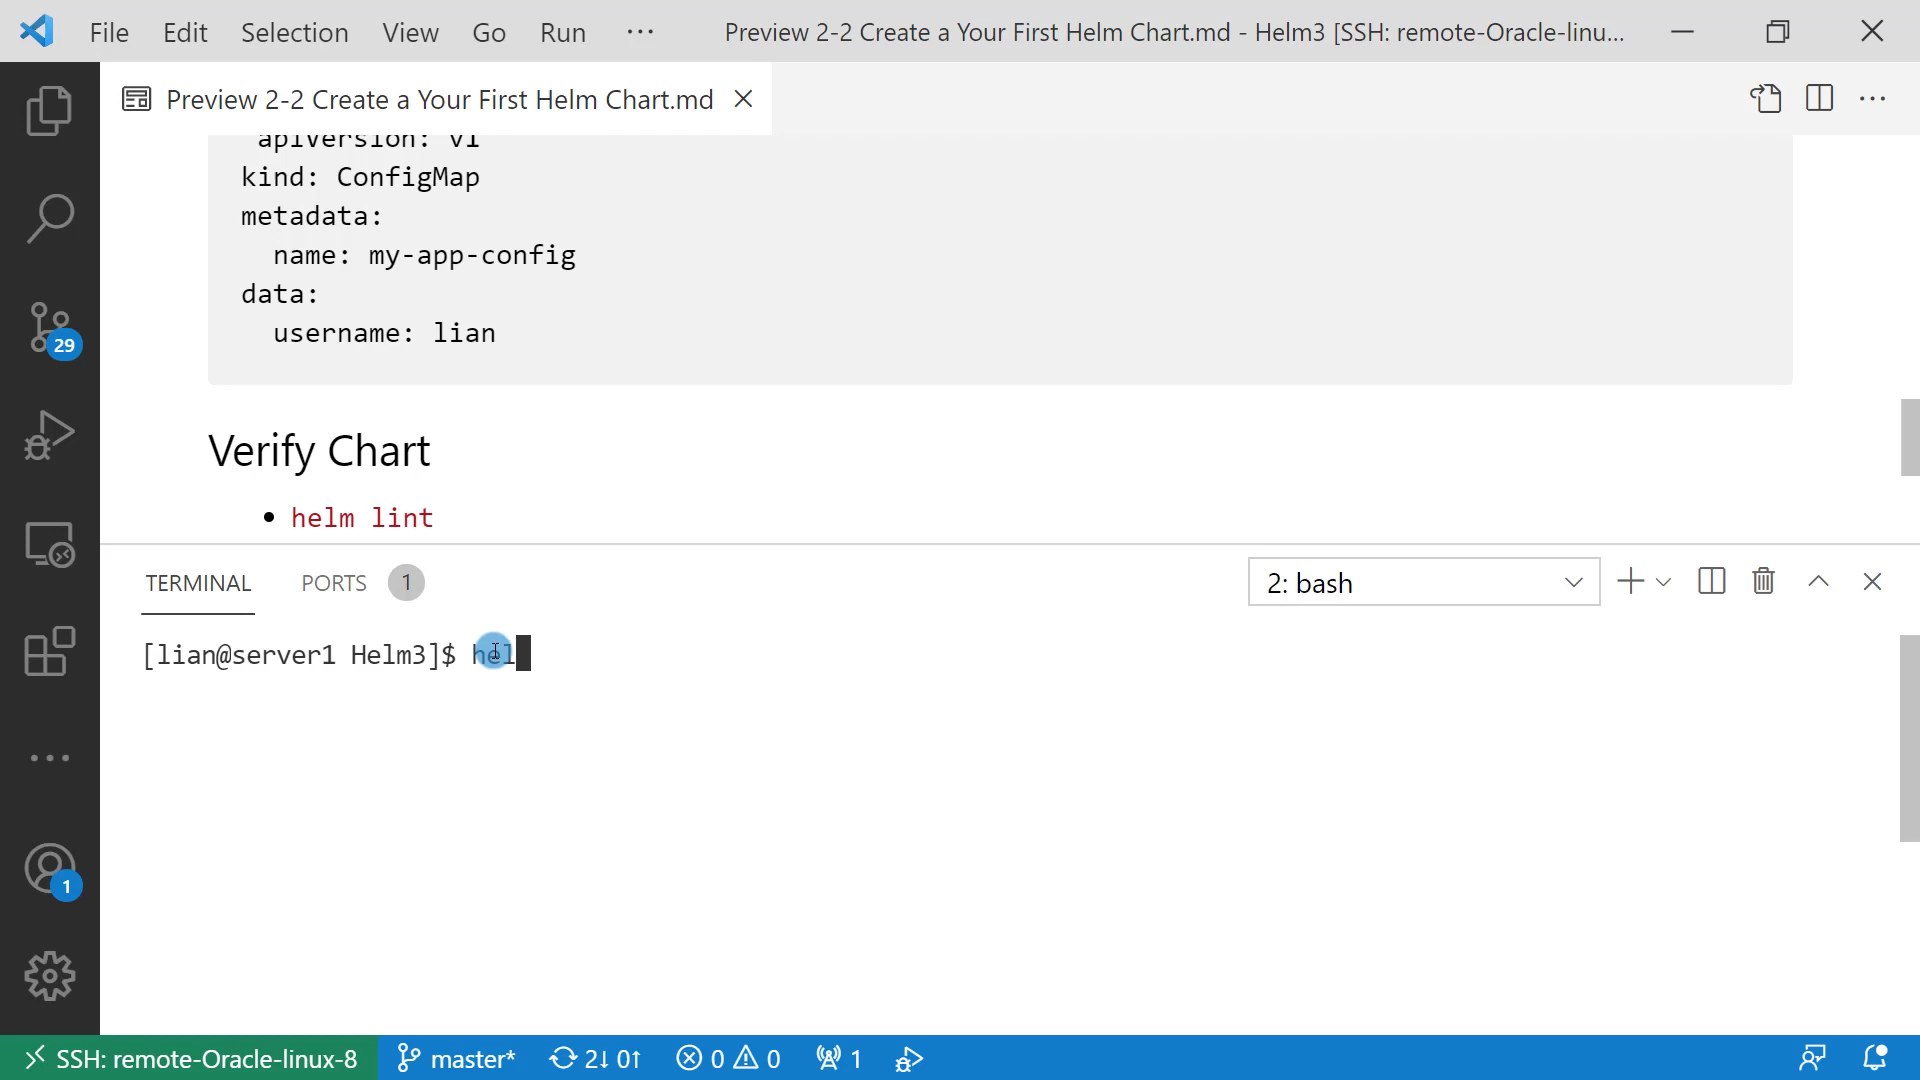 File Edit Selection View Go Run ··· Preview 2-2 Create a Your First Helm Chart.md - Helm3 [SSH: remote-Oracle-linu...
Preview 2-2 Create a Your First Helm Chart.md
apiVersion: v1
kind: ConfigMap
metadata:
name: my-app-config
data:
username: lian
29
Verify Chart
• helm lint
TERMINAL PORTS 1 2: bash
[lian@server1 Helm3]$ hel
1
SSH: remote-Oracle-linux-8 master* 2↓ 0↑ 0 0 1